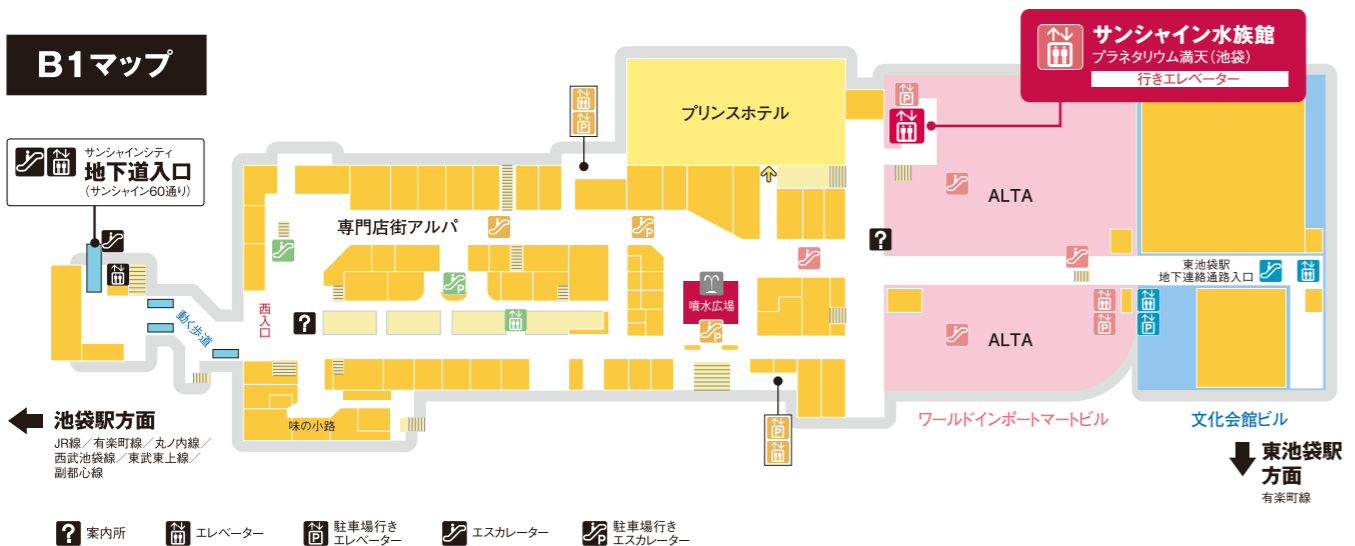 B1マップ
サンシャイン水族館
プラネタリウム満天(池袋)
行きエレベーター
サンシャインシティ
地下道入口
(サンシャイン60通り)
プリンスホテル
専門店街アルパ
ALTA
?
東池袋駅
地下連絡通路入口
噴水広場
西入口
?
動く歩道
ALTA
味の小路
ワールドインポートマートビル
文化会館ビル
池袋駅方面
JR線/有楽町線/丸ノ内線/
西武池袋線/東武東上線/
副都心線
東池袋駅
方面
有楽町線
? 案内所
エレベーター
P 駐車場行き
エレベーター
エスカレーター
P 駐車場行き
エスカレーター